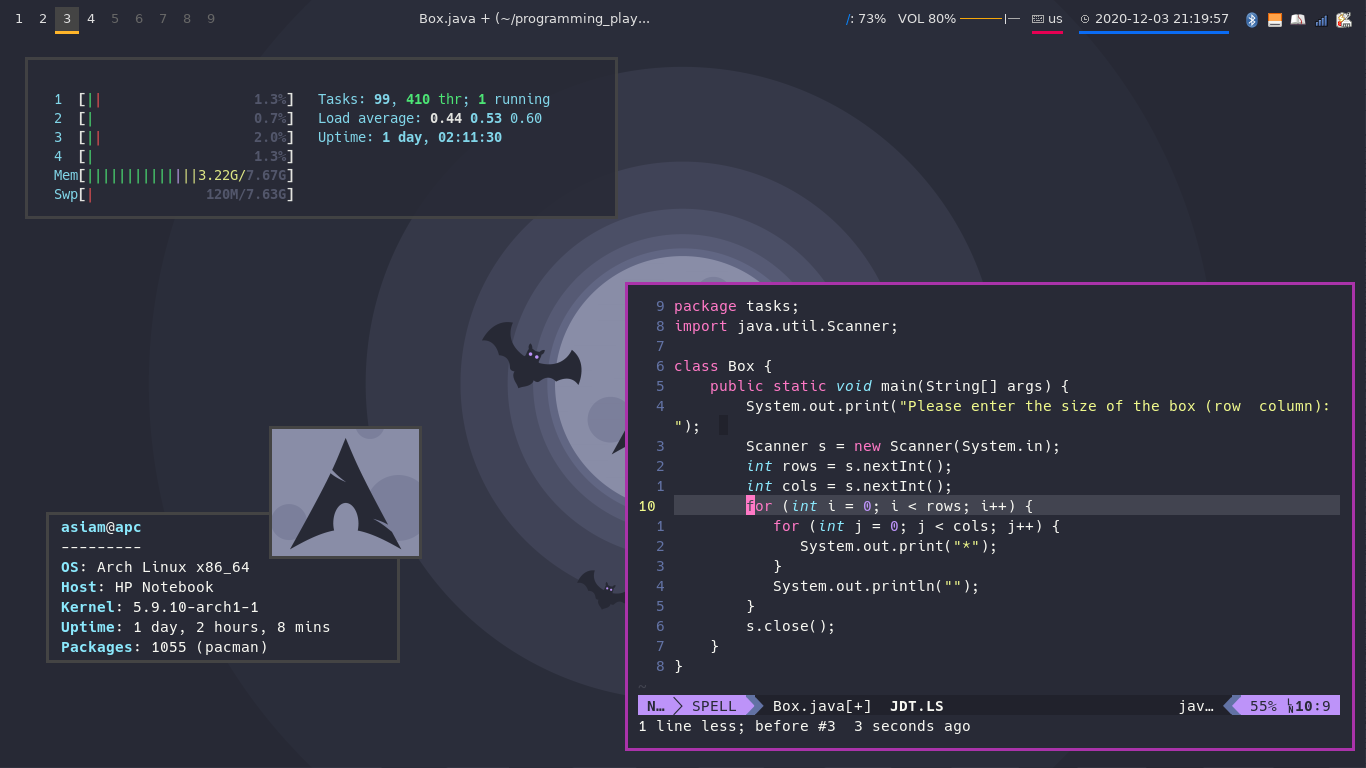 1 2 3 4 5 6 7 8 9 Box.java + (~/programming_play... /: 73% VOL 80% us 2020-12-03 21:19:57
1 [|| 1.3%] Tasks: 99, 410 thr; 1 running
2 [| 0.7%] Load average: 0.44 0.53 0.60
3 [|| 2.0%] Uptime: 1 day, 02:11:30
4 [| 1.3%]
Mem[||||||||||||||3.22G/7.67G]
Swp[| 120M/7.63G]
asiam@apc
---------
OS: Arch Linux x86_64
Host: HP Notebook
Kernel: 5.9.10-arch1-1
Uptime: 1 day, 2 hours, 8 mins
Packages: 1055 (pacman)
9 package tasks;
8 import java.util.Scanner;
7
6 class Box {
5 public static void main(String[] args) {
4 System.out.print("Please enter the size of the box (row  column):
");
3 Scanner s = new Scanner(System.in);
2 int rows = s.nextInt();
1 int cols = s.nextInt();
10 for (int i = 0; i < rows; i++) {
1 for (int j = 0; j < cols; j++) {
2 System.out.print("*");
3 }
4 System.out.println("");
5 }
6 s.close();
7 }
8 }
~
N… SPELL Box.java[+] JDT.LS jav… 55% 10:9
1 line less; before #3  3 seconds ago